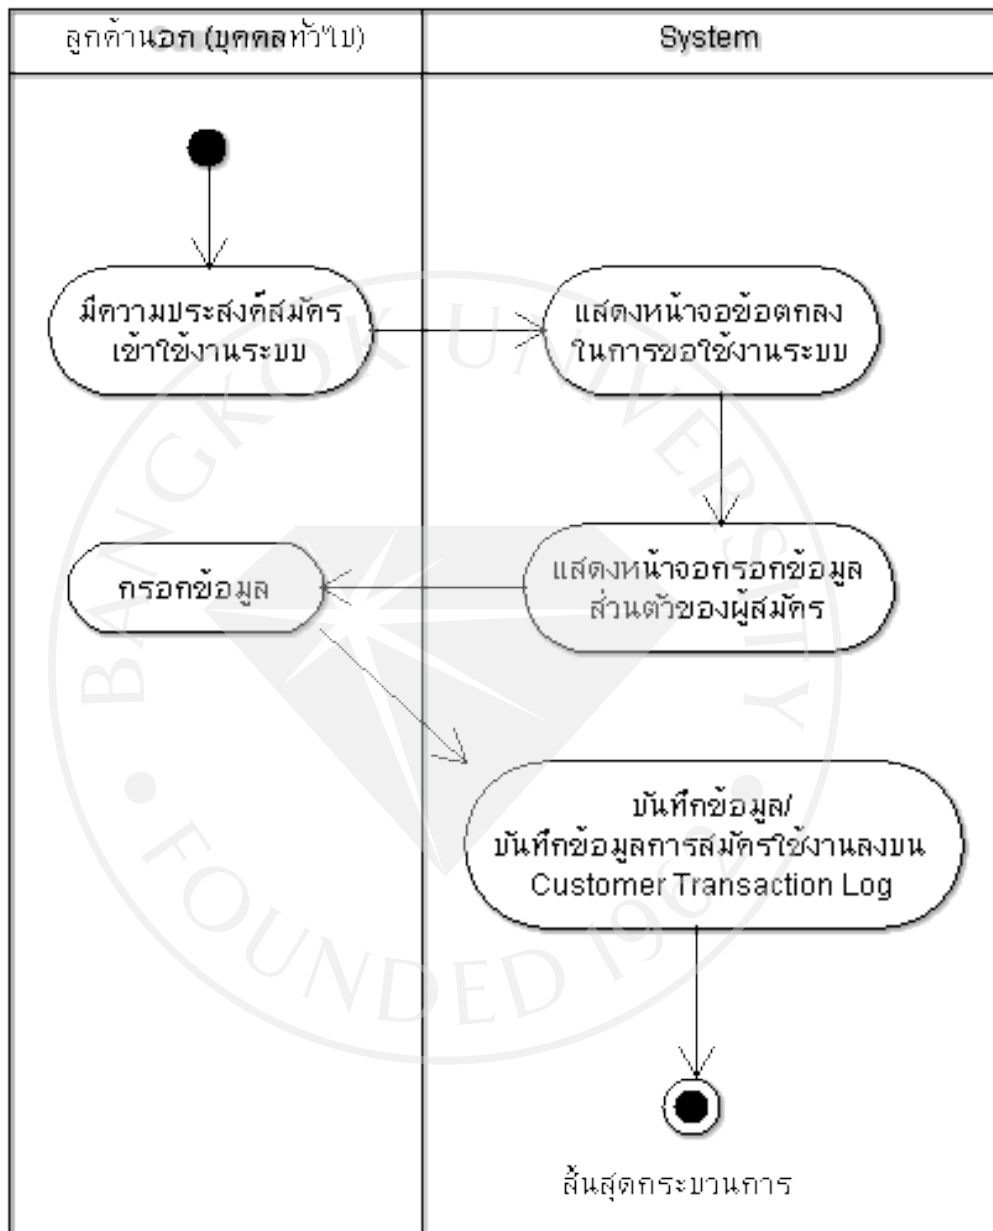 ลูกค้านอก (บุคคลทั่วไป)
System
มีความประสงค์สมัคร
เข้าใช้งานระบบ
แสดงหน้าจอข้อตกลง
ในการขอใช้งานระบบ
แสดงหน้าจอกรอกข้อมูล
ส่วนตัวของผู้สมัคร
กรอกข้อมูล
บันทึกข้อมูล/
บันทึกข้อมูลการสมัครใช้งานลงบน
Customer Transaction Log
สิ้นสุดกระบวนการ
BANGKOK UNIVERSITY
FOUNDED 1962